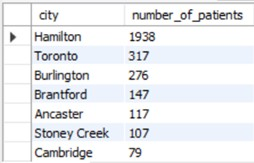 city number_of_patients
Hamilton 1938
Toronto 317
Burlington 276
Brantford 147
Ancaster 117
Stoney Creek 107
Cambridge 79